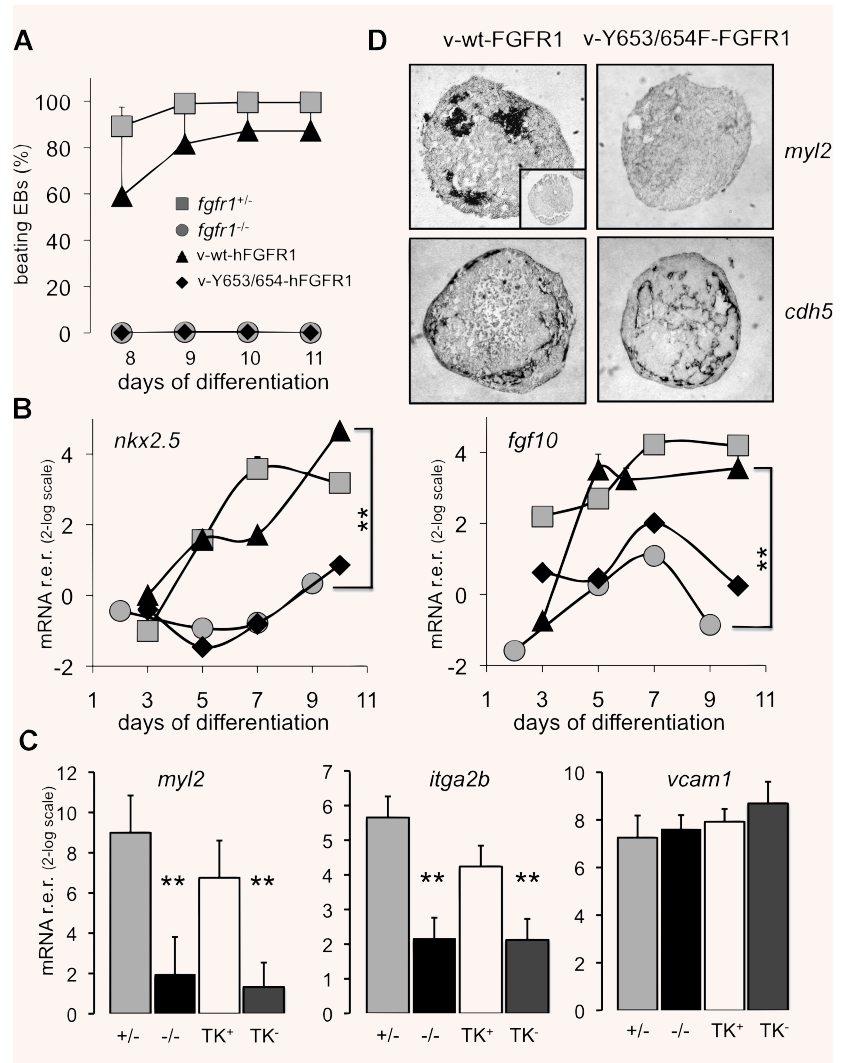 A
100
80
60
40
20
0
beating EBs (%)
fgfr1+/-
fgfr1-/-
v-wt-hFGFR1
v-Y653/654-hFGFR1
8 9 10 11
days of differentiation
D
v-wt-FGFR1 v-Y653/654F-FGFR1
myl2
cdh5
B
nkx2.5
4
2
0
-2
mRNA r.e.r. (2-log scale)
**
1 3 5 7 9 11
days of differentiation
fgf10
4
2
0
-2
mRNA r.e.r. (2-log scale)
**
1 3 5 7 9 11
days of differentiation
C
myl2
12
10
8
6
4
2
0
mRNA r.e.r. (2-log scale)
** **
+/- -/- TK+ TK-
itga2b
7
6
5
4
3
2
1
0
** **
+/- -/- TK+ TK-
vcam1
10
8
6
4
2
0
+/- -/- TK+ TK-